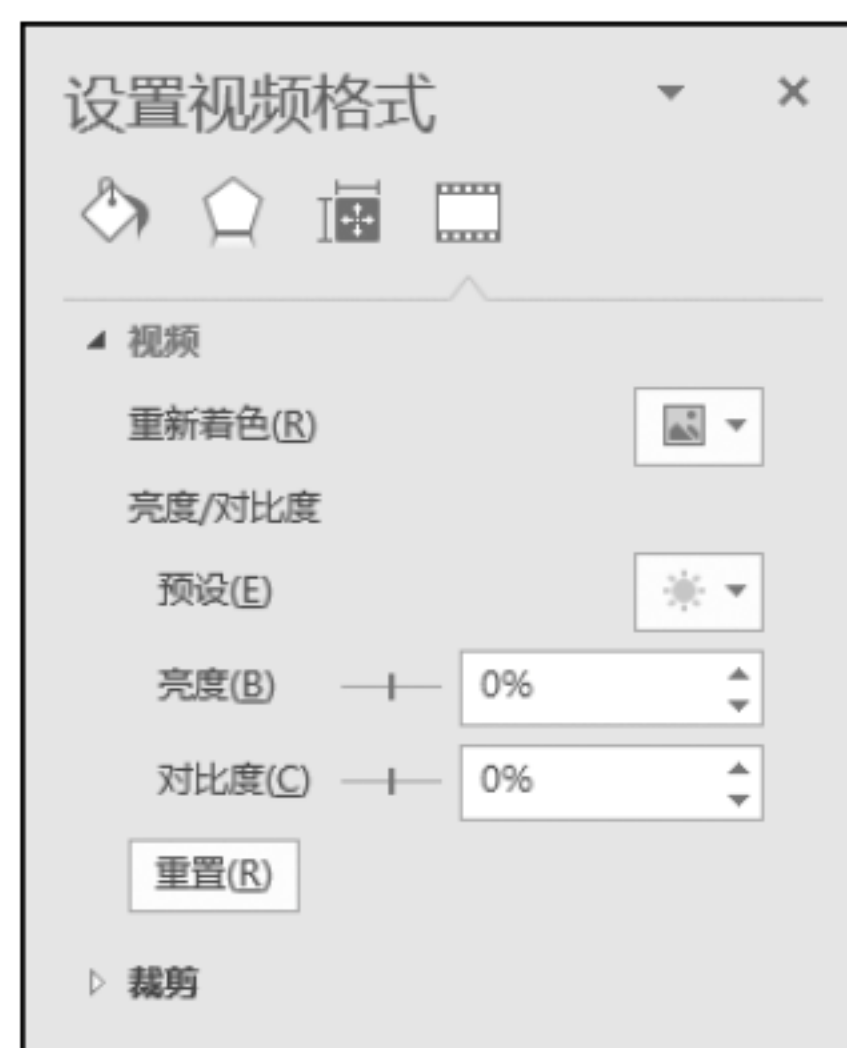 设置视频格式
视频
重新着色(R)
亮度/对比度
预设(E)
亮度(B) 0%
对比度(C) 0%
重置(R)
裁剪